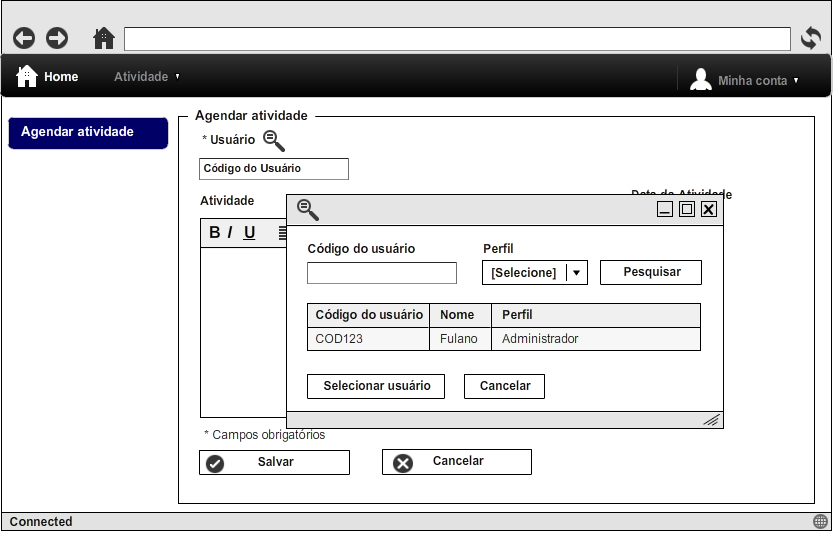 Home Atividade Minha conta
Agendar atividade
Agendar atividade
* Usuário
Código do Usuário
Atividade
Data da Atividade
B I U
Código do usuário Perfil
[Selecione] Pesquisar
Código do usuário Nome Perfil
COD123 Fulano Administrador
Selecionar usuário Cancelar
* Campos obrigatórios
Salvar Cancelar
Connected